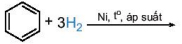 + 3H₂ Ni, t°, áp suất